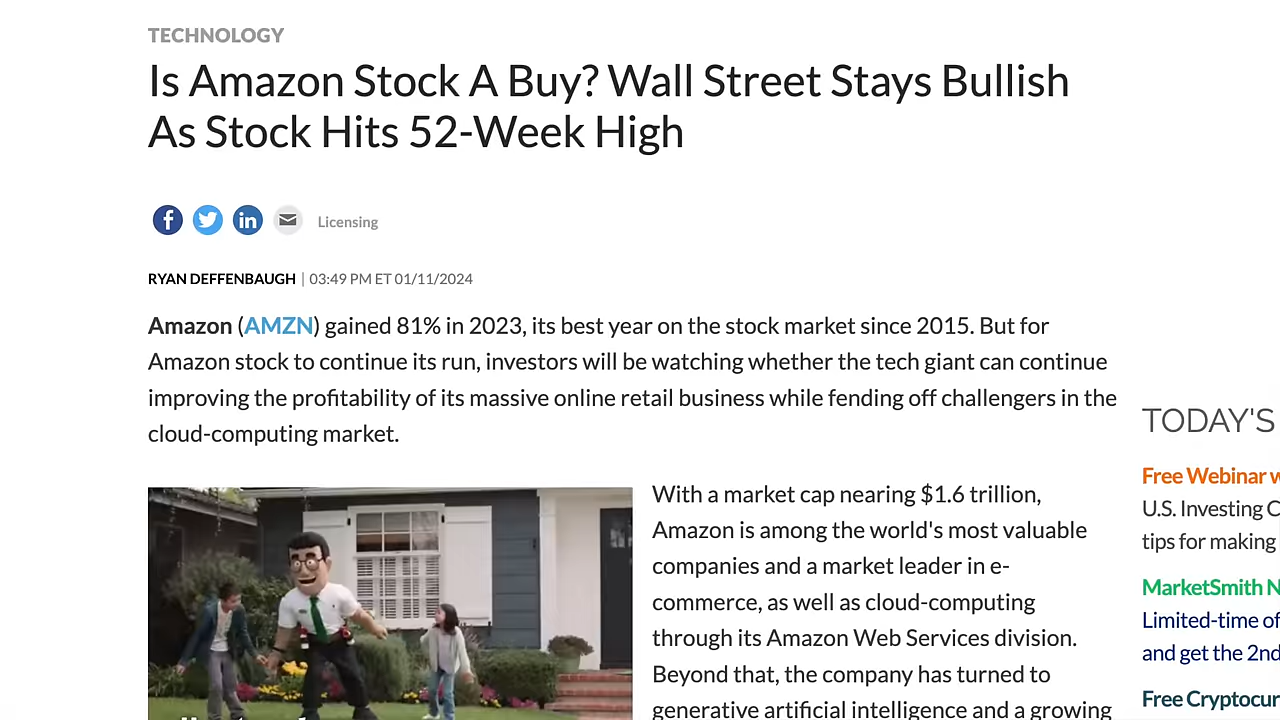 TECHNOLOGY
Is Amazon Stock A Buy? Wall Street Stays Bullish
As Stock Hits 52-Week High
Licensing
RYAN DEFFENBAUGH | 03:49 PM ET 01/11/2024
Amazon (AMZN) gained 81% in 2023, its best year on the stock market since 2015. But for
Amazon stock to continue its run, investors will be watching whether the tech giant can continue
improving the profitability of its massive online retail business while fending off challengers in the
cloud-computing market.
With a market cap nearing $1.6 trillion,
Amazon is among the world's most valuable
companies and a market leader in e-
commerce, as well as cloud-computing
through its Amazon Web Services division.
Beyond that, the company has turned to
generative artificial intelligence and a growing
TODAY'S
Free Webinar
U.S. Investing
tips for making
MarketSmith
Limited-time
and get the
Free